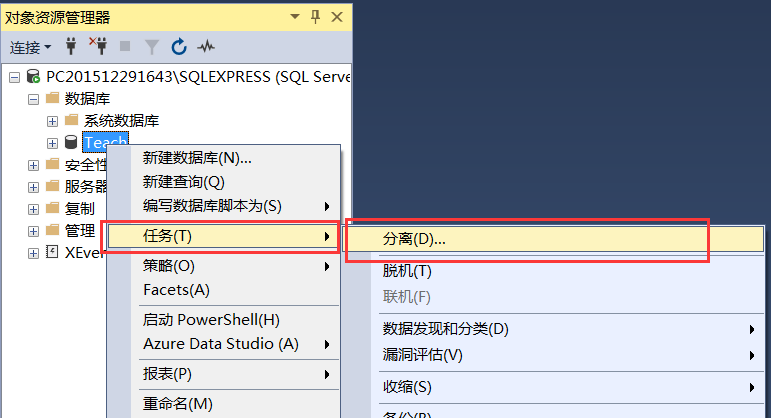 对象资源管理器
连接
PC201512291643\SQLEXPRESS (SQL Serve
数据库
系统数据库
Teach
安全性
服务器
复制
管理
XEver
新建数据库(N)...
新建查询(Q)
编写数据库脚本为(S)
任务(T)
策略(O)
Facets(A)
启动 PowerShell(H)
Azure Data Studio (A)
报表(P)
重命名(M)
分离(D)...
脱机(T)
联机(F)
数据发现和分类(D)
漏洞评估(V)
收缩(S)